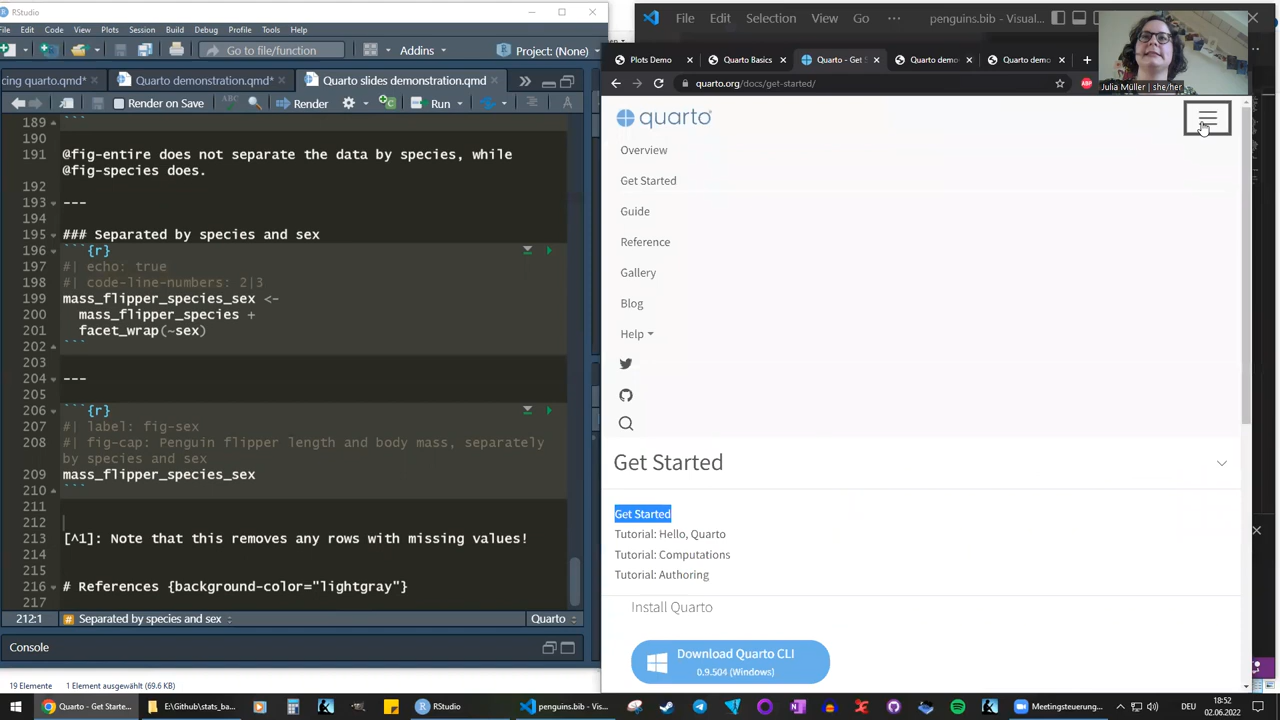 RStudio
File Edit Code View Plots Session Build Debug Profile Tools Help
Go to file/function
Addins
Project: (None)
ing quarto.qmd*
Quarto demonstration.qmd*
Quarto slides demonstration.qmd
Render on Save
Render
Run
189 ```
190
191 @fig-entire does not separate the data by species, while
@fig-species does.
192
193 ---
194
195 ### Separated by species and sex
196 ```{r}
197 #| echo: true
198 #| code-line-numbers: 2|3
199 mass_flipper_species_sex <-
200 mass_flipper_species +
201 facet_wrap(~sex)
202 ```
203
204 ---
205
206 ```{r}
207 #| label: fig-sex
208 #| fig-cap: Penguin flipper length and body mass, separately
by species and sex
209 mass_flipper_species_sex
210 ```
211
212
213 [^1]: Note that this removes any rows with missing values!
214
215
216 # References {background-color="lightgray"}
217
212:1 Separated by species and sex
Quarto
Console
19 Elemente 1 Element ausgewählt (69.6 KB)
File Edit Selection View Go ··· penguins.bib - Visual...
Plots Demo
Quarto Basics
Quarto - Get S
Quarto demo
Quarto demo
quarto.org/docs/get-started/
ABP
Julia Müller | she/her
quarto
Overview
Get Started
Guide
Reference
Gallery
Blog
Help
Get Started
Get Started
Tutorial: Hello, Quarto
Tutorial: Computations
Tutorial: Authoring
Install Quarto
Download Quarto CLI
0.9.504 (Windows)
Quarto - Get Starte...
E:\Github\stats_ba...
RStudio
penguins.bib - Vis...
Meetingsteuerung...
DEU
18:52
02.06.2022